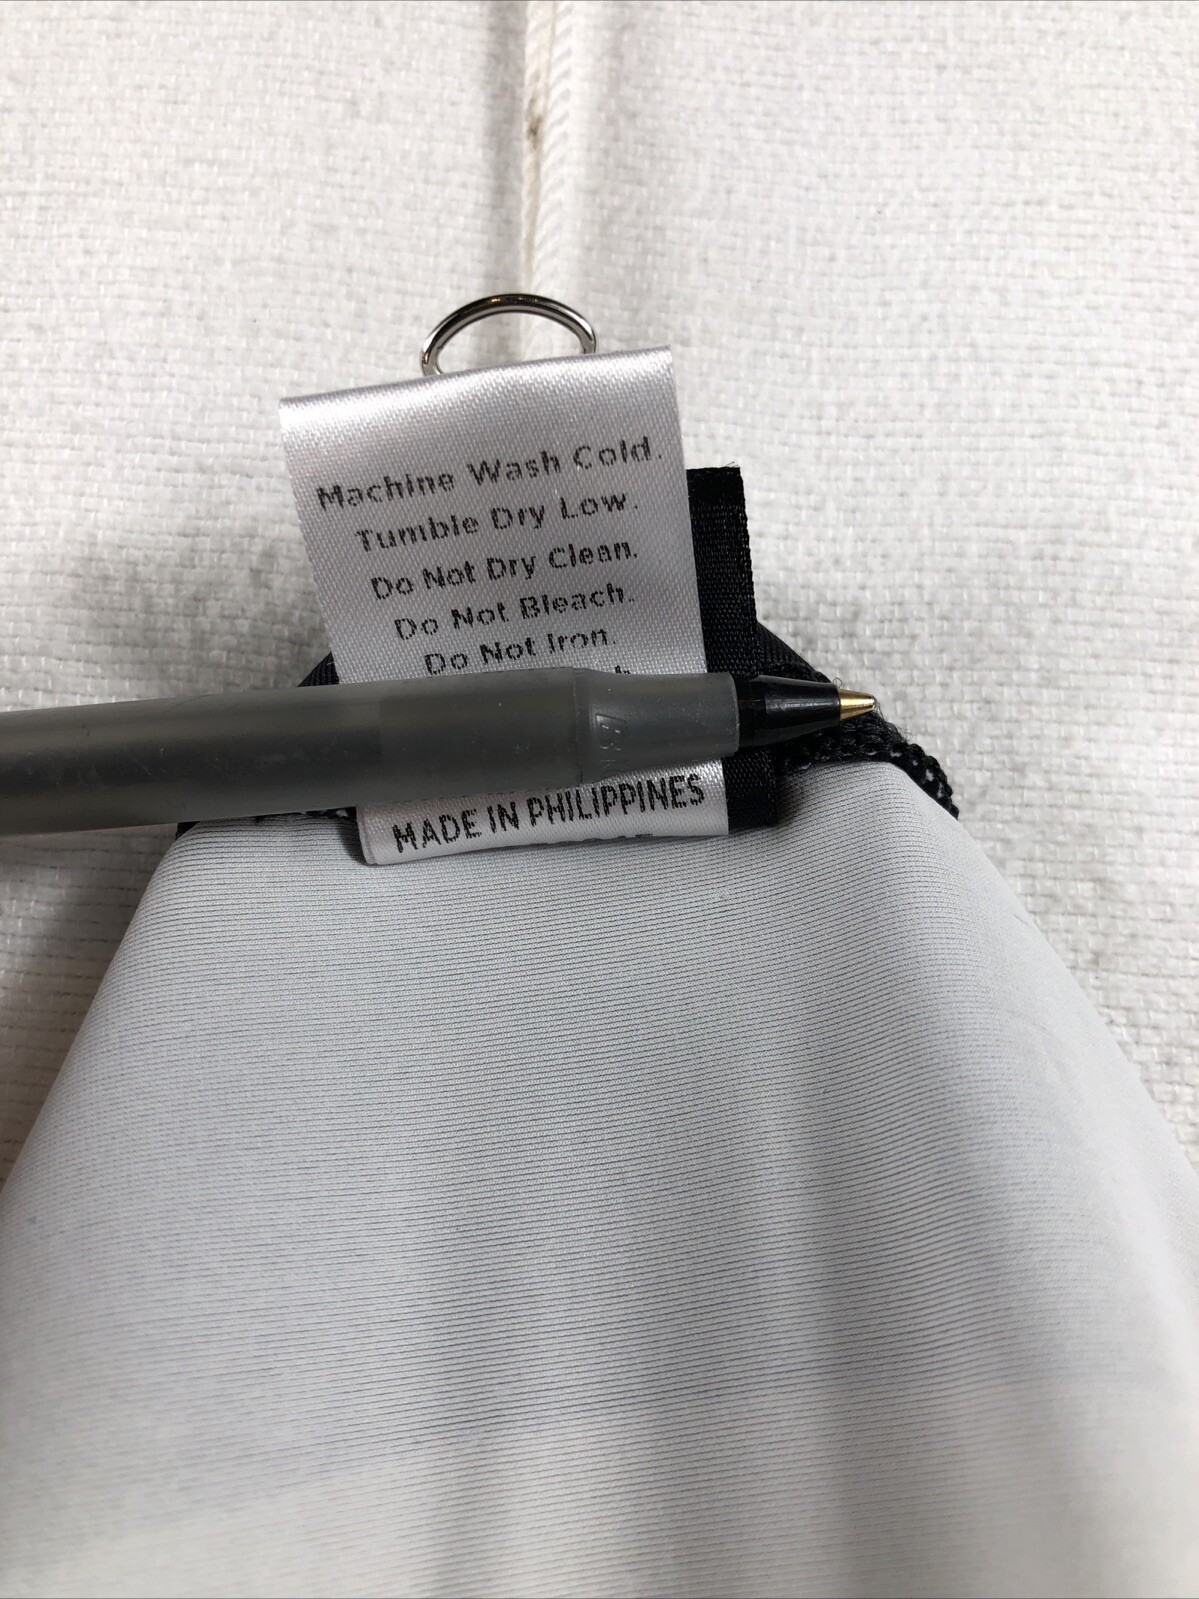 Machine Wash Cold.
Tumble Dry Low.
Do Not Dry Clean.
Do Not Bleach.
Do Not Iron.
MADE IN PHILIPPINES